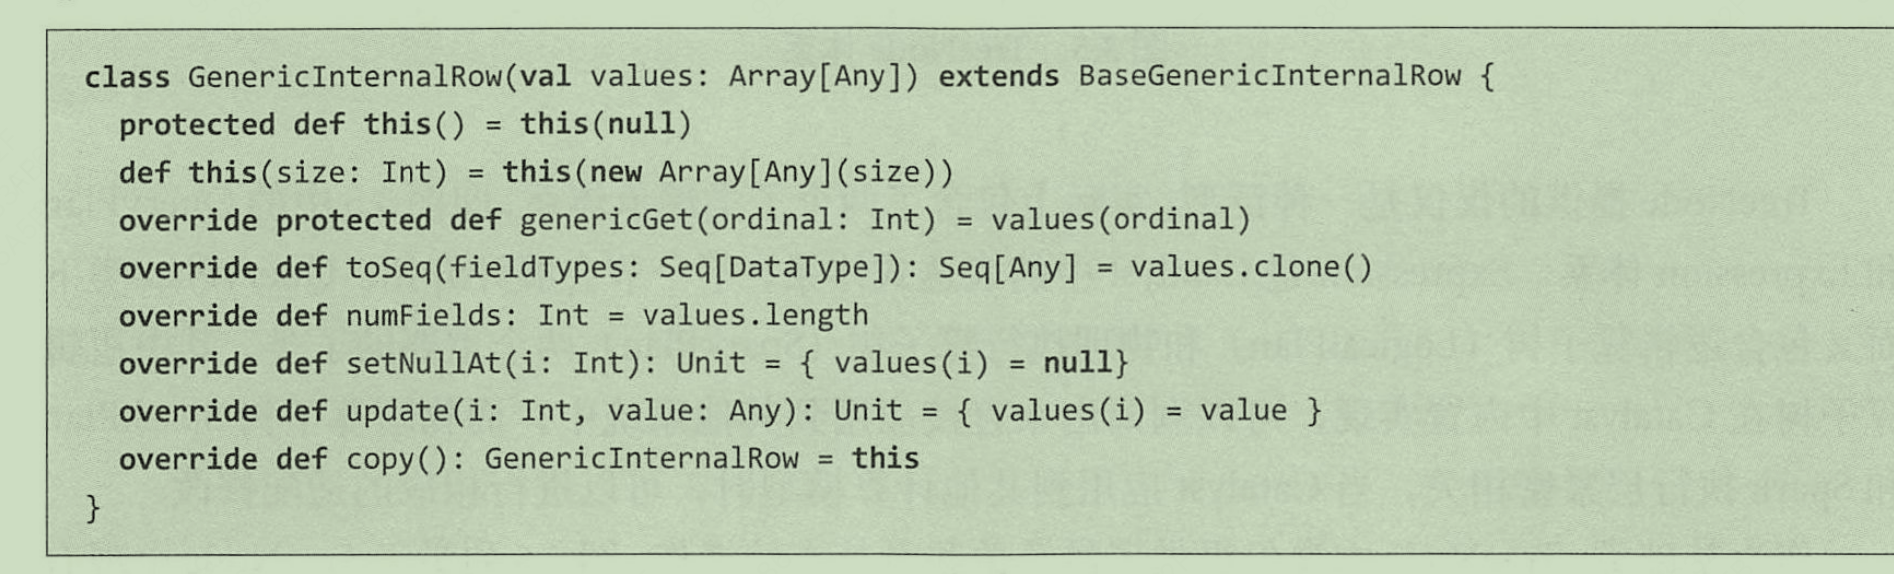 class GenericInternalRow(val values: Array[Any]) extends BaseGenericInternalRow {
  protected def this() = this(null)
  def this(size: Int) = this(new Array[Any](size))
  override protected def genericGet(ordinal: Int) = values(ordinal)
  override def toSeq(fieldTypes: Seq[DataType]): Seq[Any] = values.clone()
  override def numFields: Int = values.length
  override def setNullAt(i: Int): Unit = { values(i) = null}
  override def update(i: Int, value: Any): Unit = { values(i) = value }
  override def copy(): GenericInternalRow = this
}